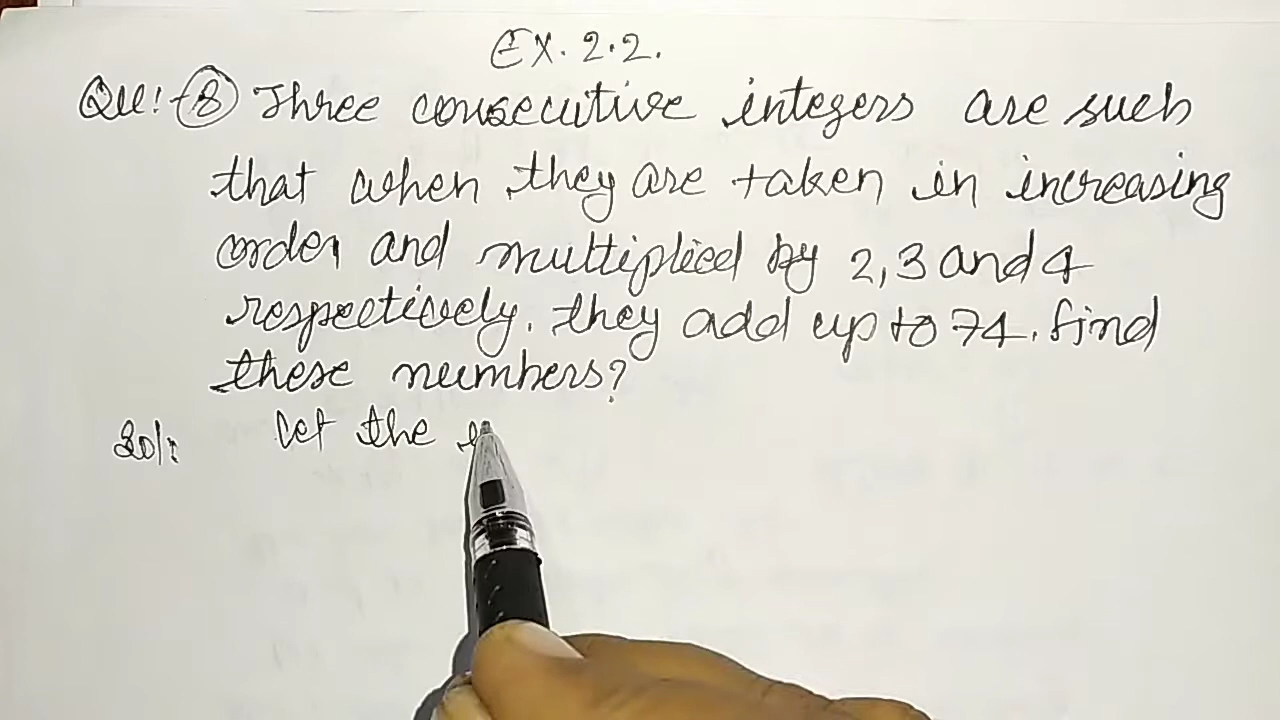 EX. 2.2.
Qu:- 8 Three consecutive integers are such
that when they are taken in increasing
order and multiplied by 2, 3 and 4
respectively. they add up to 74. find
these numbers?
Sol: let the